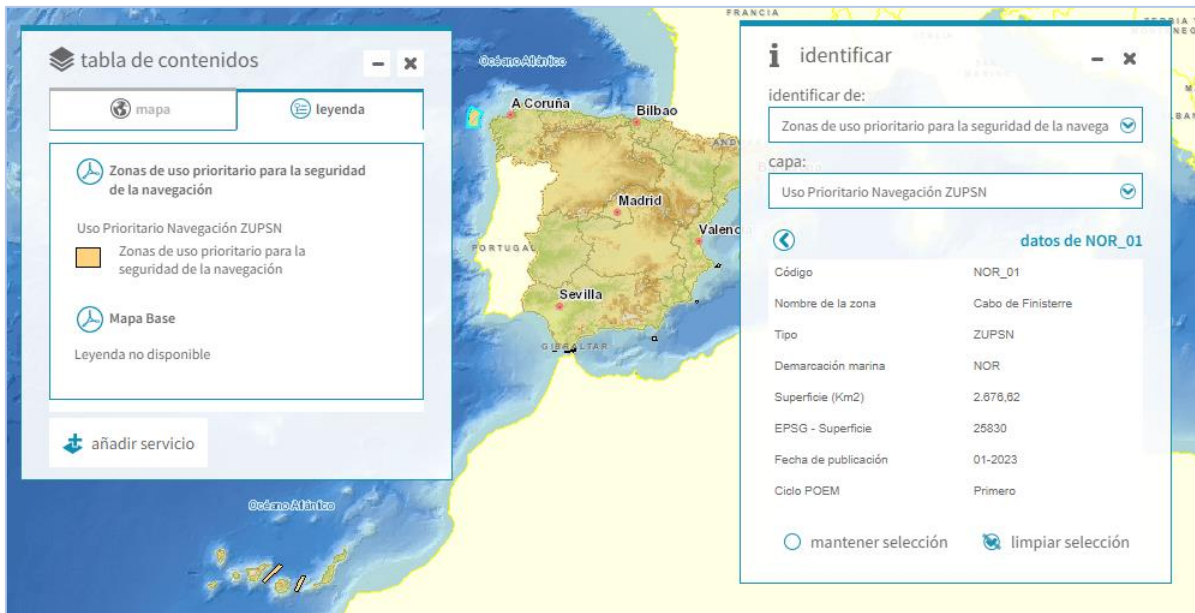 tabla de contenidos
mapa
leyenda
Zonas de uso prioritario para la seguridad
de la navegación
Uso Prioritario Navegación ZUPSN
Zonas de uso prioritario para la
seguridad de la navegación
Mapa Base
Leyenda no disponible
añadir servicio
FRANCIA
Océano Atlántico
A Coruña
Bilbao
Madrid
Valenc
PORTUGAL
Sevilla
GIBRALTAR
Océano Atlántico
identificar
identificar de:
Zonas de uso prioritario para la seguridad de la navega
capa:
Uso Prioritario Navegación ZUPSN
datos de NOR_01
Código NOR_01
Nombre de la zona Cabo de Finisterre
Tipo ZUPSN
Demarcación marina NOR
Superficie (Km2) 2.676,62
EPSG - Superficie 25830
Fecha de publicación 01-2023
Ciclo POEM Primero
mantener selección
limpiar selección